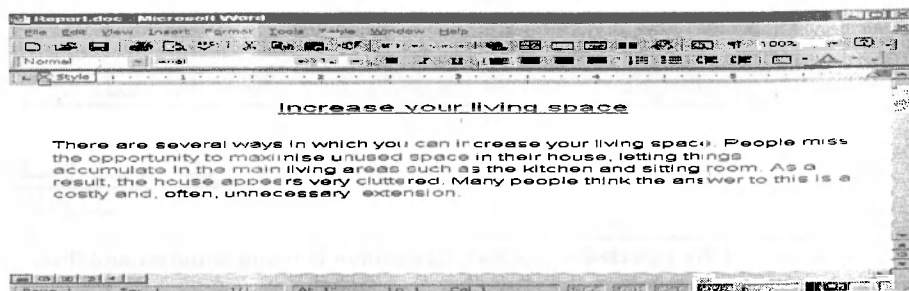 Report.doc - Microsoft Word
File Edit View Insert Format Tools Table Window Help
100%
Normal
Style
Increase your living space
There are several ways in which you can increase your living space. People miss
the opportunity to maximise unused space in their house, letting things
accumulate in the main living areas such as the kitchen and sitting room. As a
result, the house appears very cluttered. Many people think the answer to this is a
costly and, often, unnecessary extension.